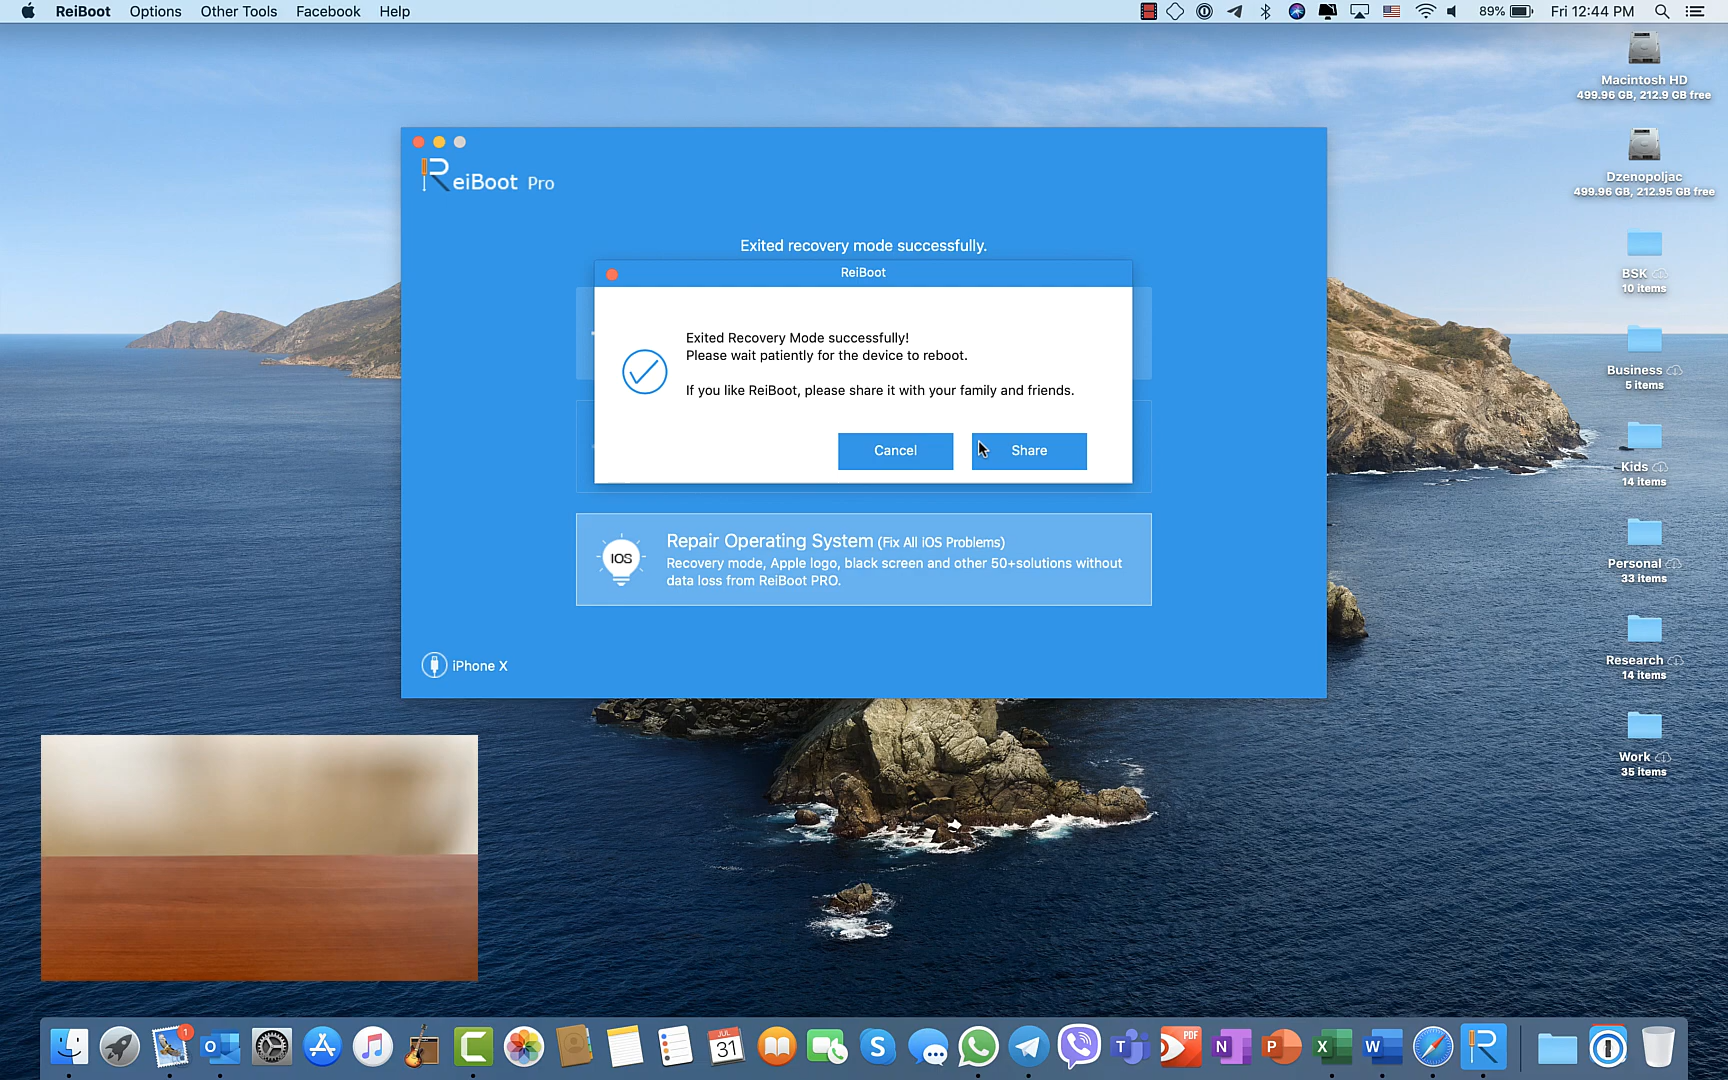 ReiBoot Options Other Tools Facebook Help
89% Fri 12:44 PM
Macintosh HD
499.96 GB, 212.9 GB free
Dzenopoljac
499.96 GB, 212.95 GB free
BSK
10 items
Business
5 items
Kids
14 items
Personal
33 items
Research
14 items
Work
35 items
ReiBoot Pro
Exited recovery mode successfully.
ReiBoot
Exited Recovery Mode successfully!
Please wait patiently for the device to reboot.
If you like ReiBoot, please share it with your family and friends.
Cancel Share
IOS
Repair Operating System (Fix All iOS Problems)
Recovery mode, Apple logo, black screen and other 50+solutions without
data loss from ReiBoot PRO.
iPhone X
1
JUL
31
PDF
O C S T N P X W R